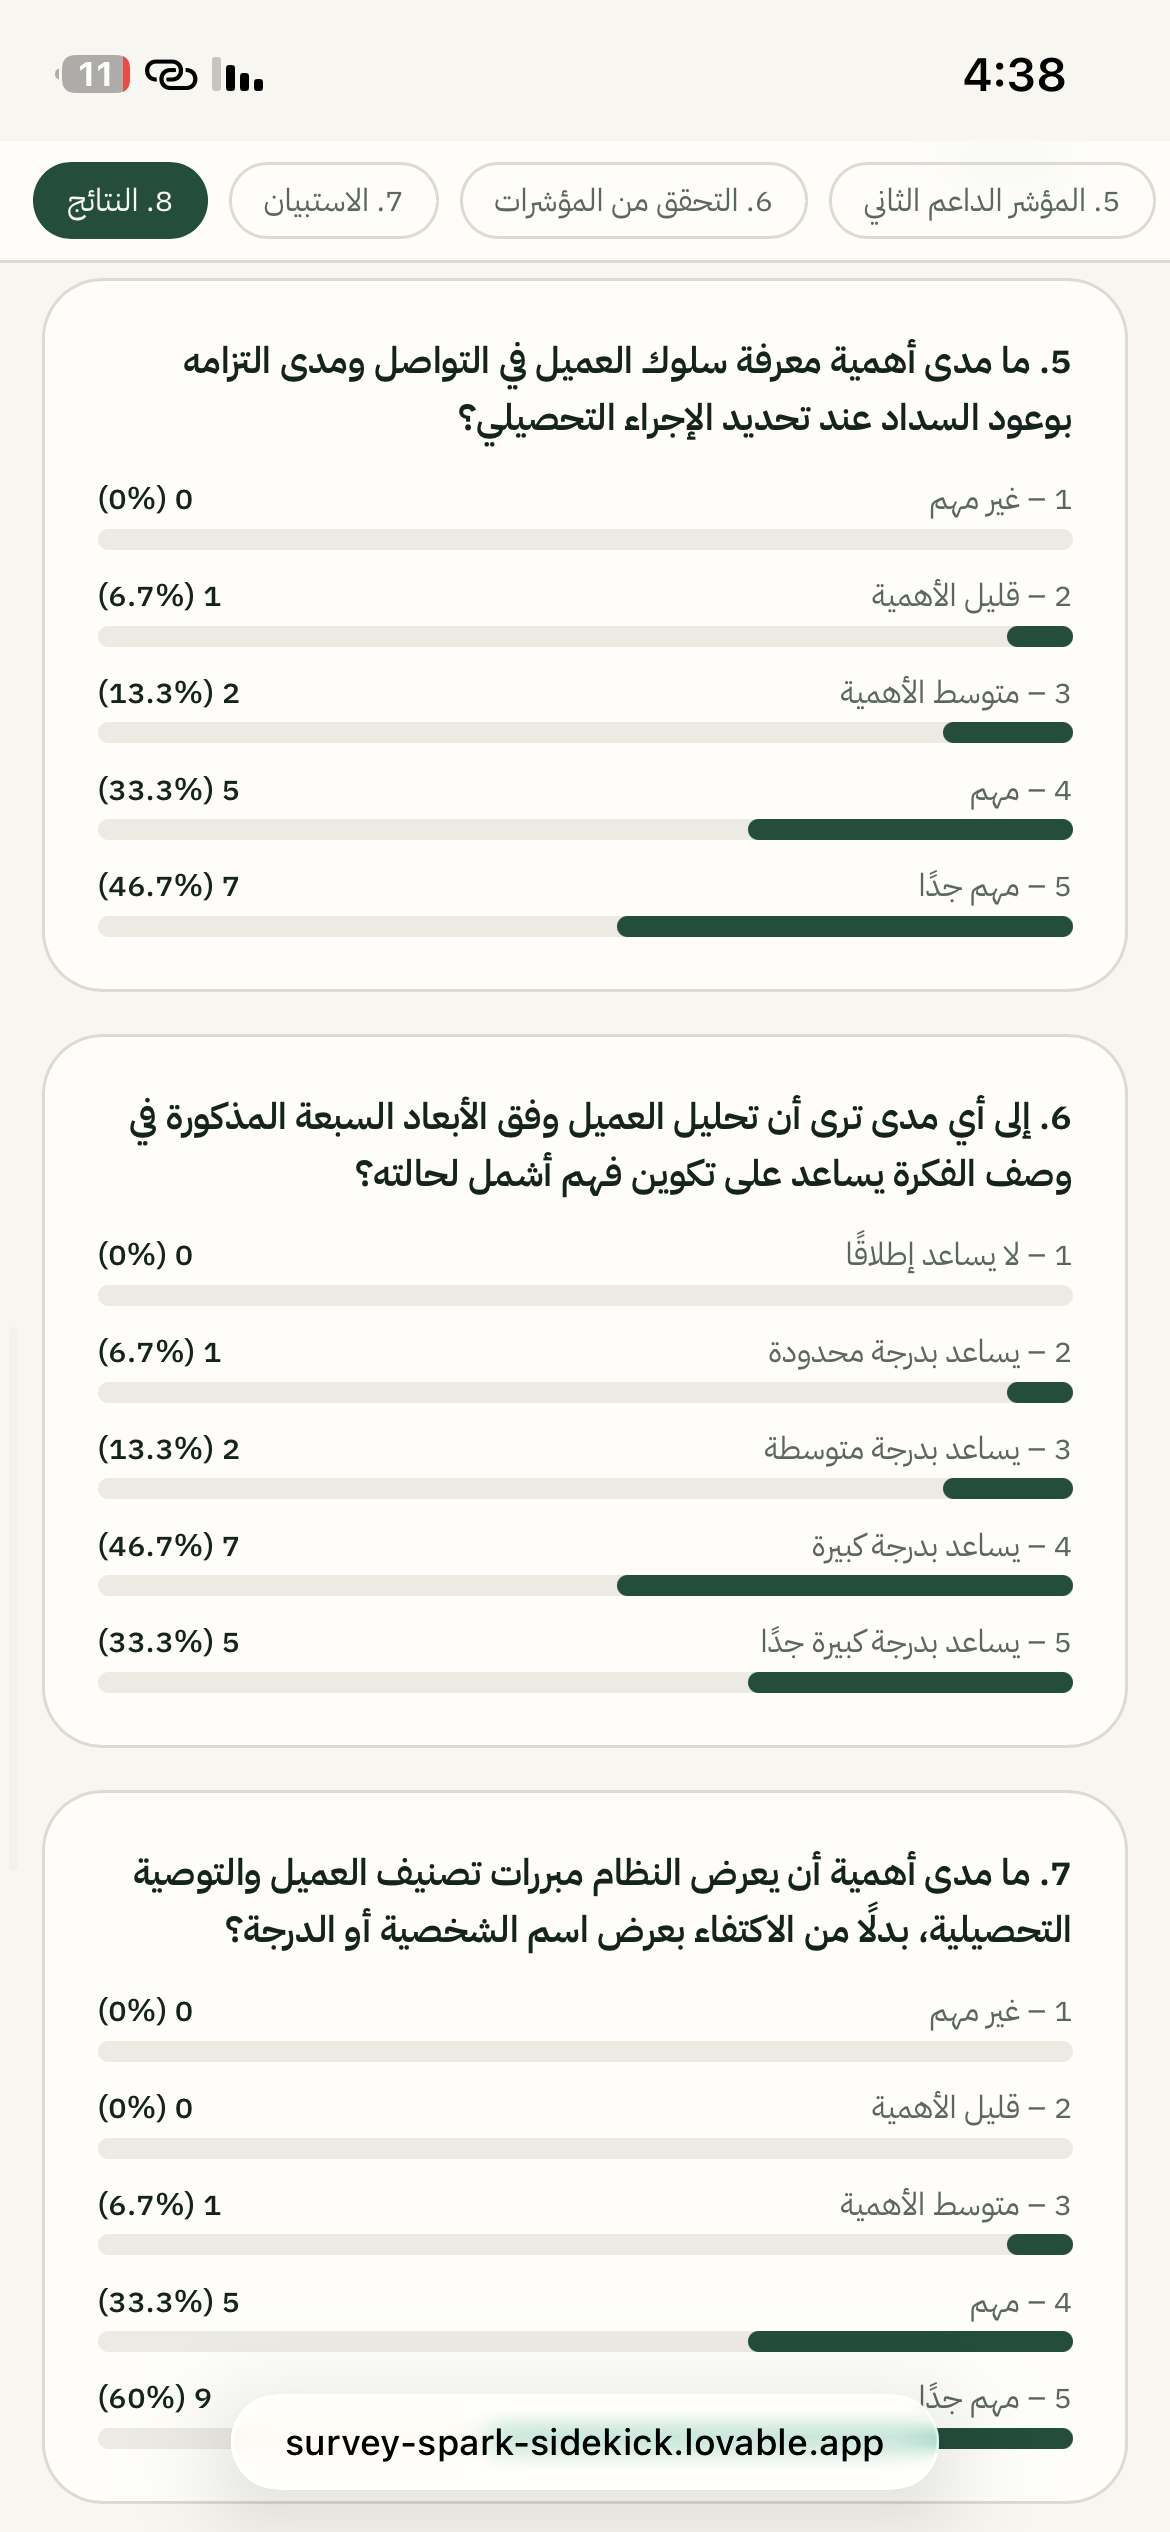 4:38
11
5. المؤشر الداعم الثاني
6. التحقق من المؤشرات
7. الاستبيان
8. النتائج
5. ما مدى أهمية معرفة سلوك العميل في التواصل ومدى التزامه
بوعود السداد عند تحديد الإجراء التحصيلي؟
1 – غير مهم
0 (0%)
2 – قليل الأهمية
1 (6.7%)
3 – متوسط الأهمية
2 (13.3%)
4 – مهم
5 (33.3%)
5 – مهم جدًا
7 (46.7%)
6. إلى أي مدى ترى أن تحليل العميل وفق الأبعاد السبعة المذكورة في
وصف الفكرة يساعد على تكوين فهم أشمل لحالته؟
1 – لا يساعد إطلاقًا
0 (0%)
2 – يساعد بدرجة محدودة
1 (6.7%)
3 – يساعد بدرجة متوسطة
2 (13.3%)
4 – يساعد بدرجة كبيرة
7 (46.7%)
5 – يساعد بدرجة كبيرة جدًا
5 (33.3%)
7. ما مدى أهمية أن يعرض النظام مبررات تصنيف العميل والتوصية
التحصيلية، بدلًا من الاكتفاء بعرض اسم الشخصية أو الدرجة؟
1 – غير مهم
0 (0%)
2 – قليل الأهمية
0 (0%)
3 – متوسط الأهمية
1 (6.7%)
4 – مهم
5 (33.3%)
5 – مهم جدًا
9 (60%)
survey-spark-sidekick.lovable.app